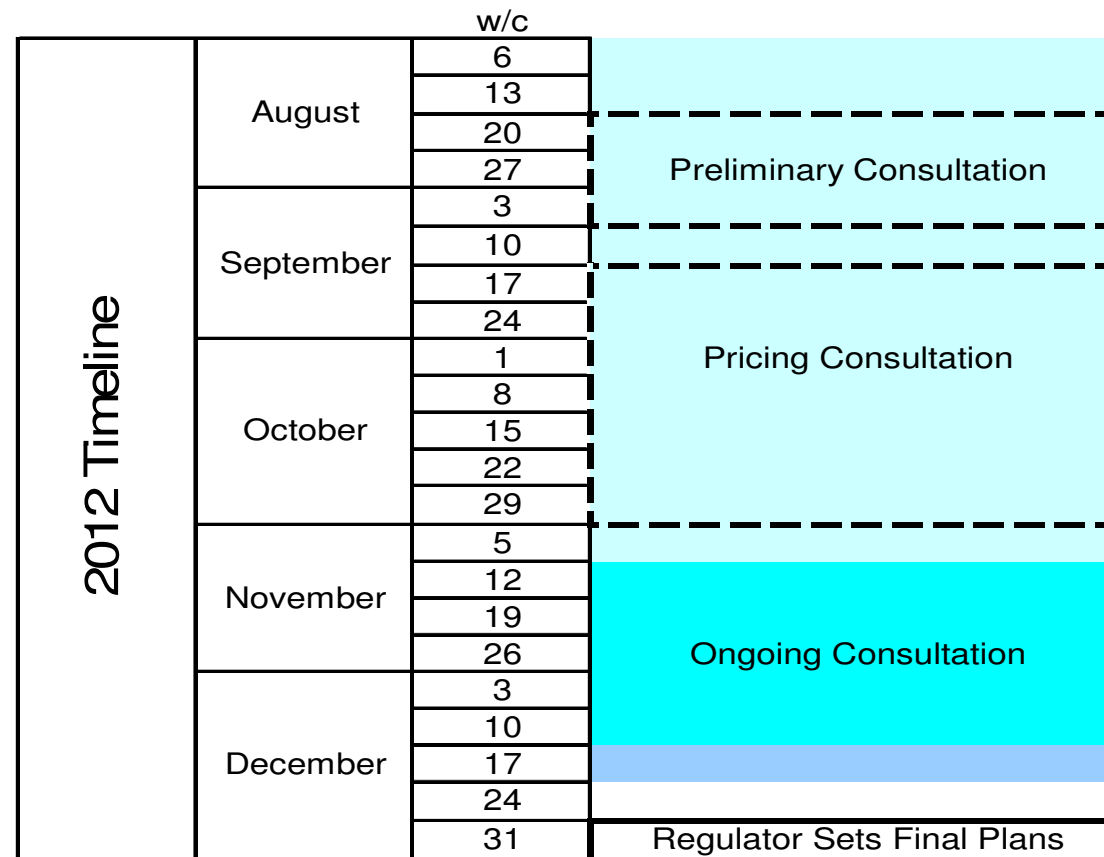 w/c
2012 Timeline
August
6
13
20
27
Preliminary Consultation
September
3
10
17
24
Pricing Consultation
October
1
8
15
22
29
November
5
12
19
26
Ongoing Consultation
December
3
10
17
24
31
Regulator Sets Final Plans